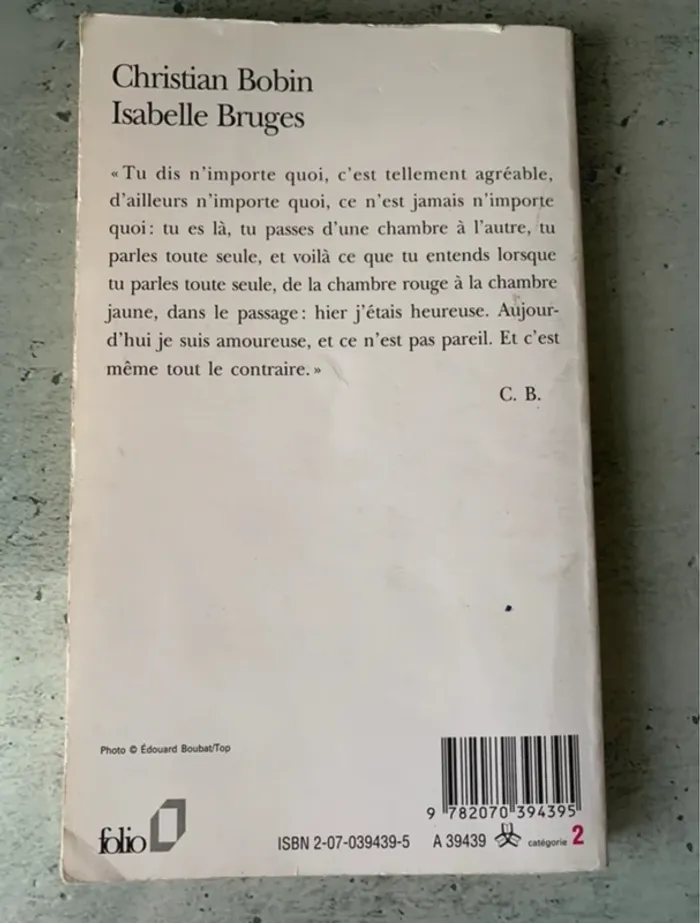 Christian Bobin
Isabelle Bruges
« Tu dis n'importe quoi, c'est tellement agréable,
d'ailleurs n'importe quoi, ce n'est jamais n'importe
quoi : tu es là, tu passes d'une chambre à l'autre, tu
parles toute seule, et voilà ce que tu entends lorsque
tu parles toute seule, de la chambre rouge à la chambre
jaune, dans le passage : hier j'étais heureuse. Aujour-
d'hui je suis amoureuse, et ce n'est pas pareil. Et c'est
même tout le contraire. »
C. B.
Photo © Édouard Boubat/Top
9 782070 394395
folio
ISBN 2-07-039439-5 A 39439 catégorie 2